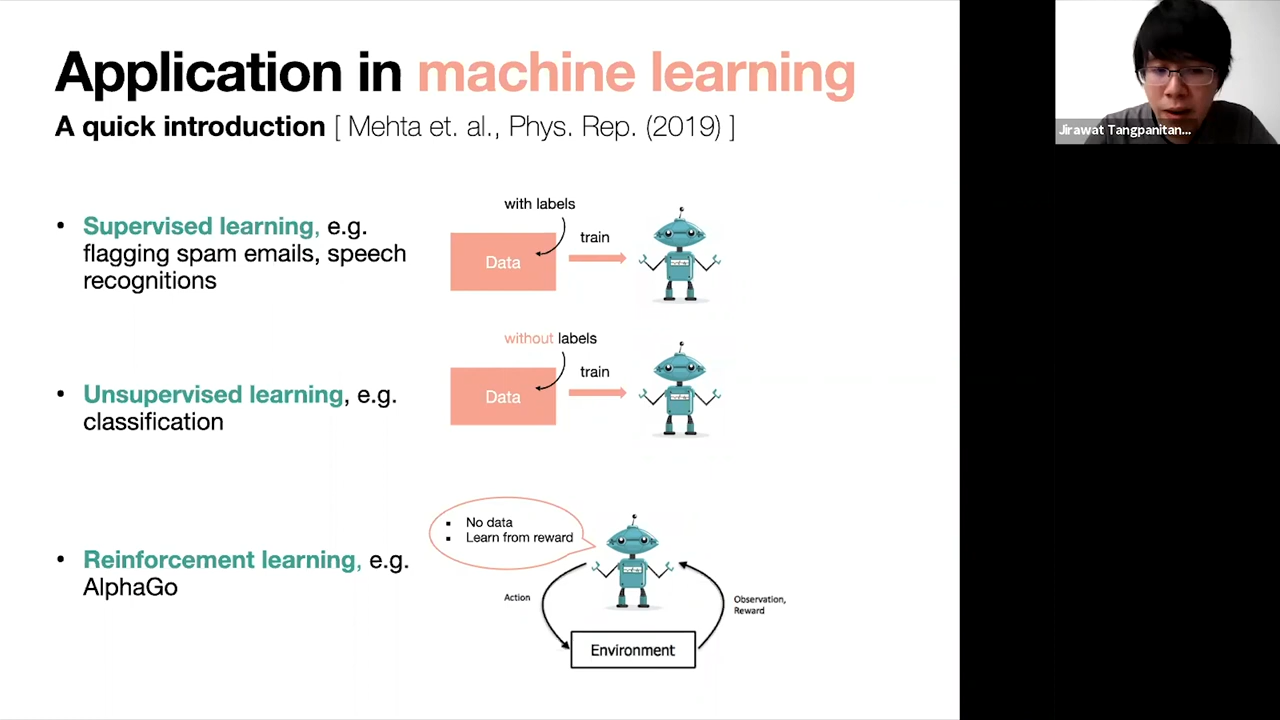 Application in machine learning
A quick introduction [ Mehta et. al., Phys. Rep. (2019) ]
Jirawat Tangpanitan...
• Supervised learning, e.g.
flagging spam emails, speech
recognitions
with labels
Data
train
• Unsupervised learning, e.g.
classification
without labels
Data
train
• Reinforcement learning, e.g.
AlphaGo
▪ No data
▪ Learn from reward
Action
Observation,
Reward
Environment